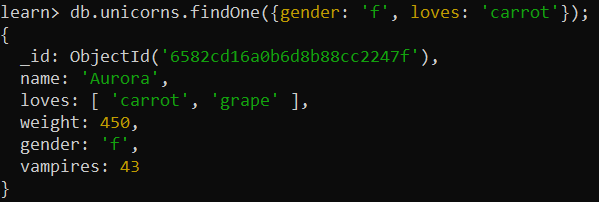 learn> db.unicorns.findOne({gender: 'f', loves: 'carrot'});
{
  _id: ObjectId('6582cd16a0b6d8b88cc2247f'),
  name: 'Aurora',
  loves: [ 'carrot', 'grape' ],
  weight: 450,
  gender: 'f',
  vampires: 43
}